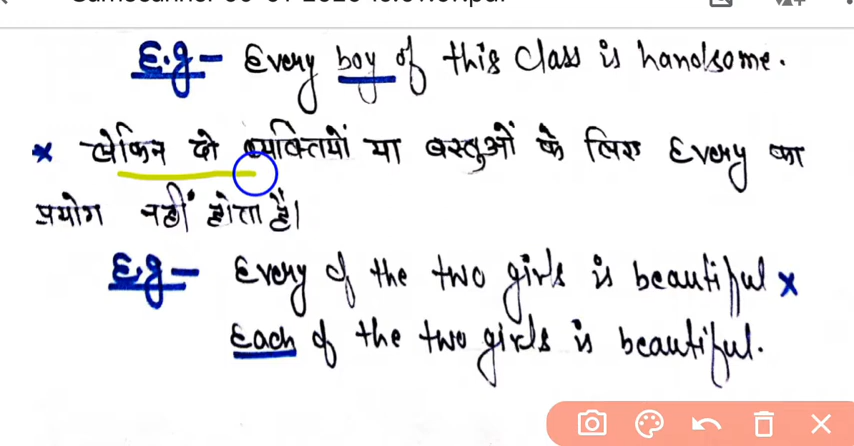 E.g- Every boy of this class is handsome.
* लेकिन दो व्यक्तियों या वस्तुओं के लिए Every का
प्रयोग नहीं होता है।
E.g- Every of the two girls is beautiful ×
Each of the two girls is beautiful.